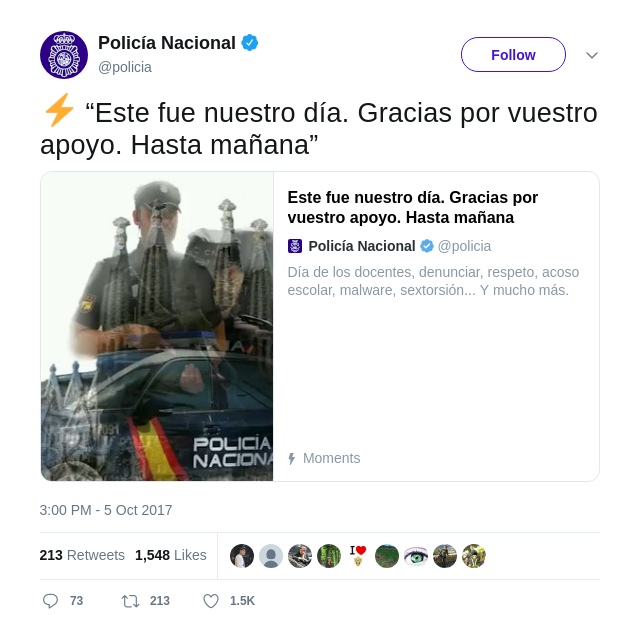 Policía Nacional
Follow
@policia
⚡ “Este fue nuestro día. Gracias por vuestro
apoyo. Hasta mañana”
Este fue nuestro día. Gracias por
vuestro apoyo. Hasta mañana
Policía Nacional @policia
Día de los docentes, denunciar, respeto, acoso
escolar, malware, sextorsión... Y mucho más.
POLICÍA
NACIONA
Moments
3:00 PM - 5 Oct 2017
213 Retweets 1,548 Likes
I
73 213 1.5K